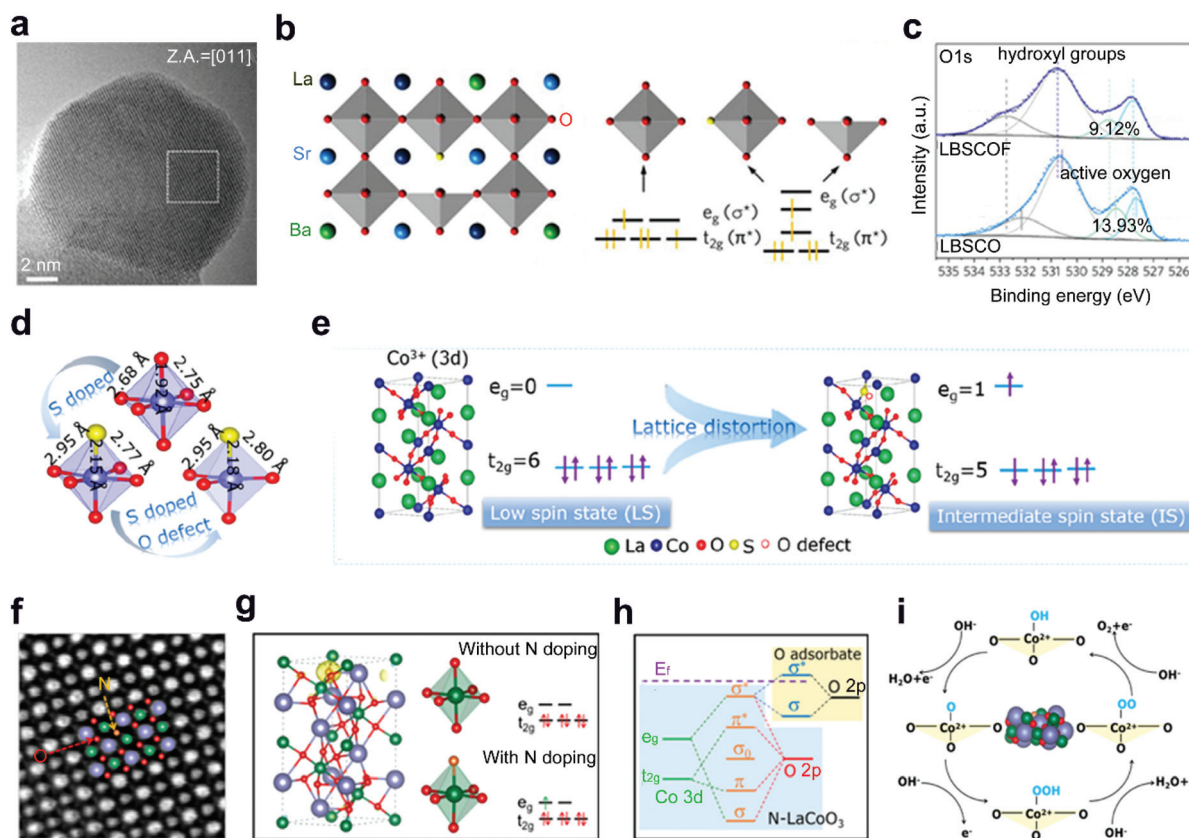 a
Z.A.=[011]
2 nm
b
La
O
Sr
Ba
eg (σ*)
t2g (π*)
eg (σ*)
t2g (π*)
c
O1s
hydroxyl groups
9.12%
LBSCOF
active oxygen
13.93%
LBSCO
Intensity (a.u.)
535 534 533 532 531 530 529 528 527 526
Binding energy (eV)
d
S doped
2.68 Å
1.92 Å
2.75 Å
2.95 Å
2.15 Å
2.77 Å
2.95 Å
2.18 Å
2.80 Å
S doped
O defect
e
Co³⁺ (3d)
eg=0
t2g=6
Low spin state (LS)
Lattice distortion
eg=1
t2g=5
Intermediate spin state (IS)
La Co O S O defect
f
N
O
g
Without N doping
eg
t2g
With N doping
eg
t2g
h
Ef
O adsorbate
σ*
σ* O 2p
σ
π*
eg
σ0
O 2p
t2g
Co 3d
π
σ
N-LaCoO₃
i
OH
OH⁻
O Co²⁺ O
O
O₂+e⁻
H₂O+e⁻
OH⁻
O
Co²⁺ O
O
OO
O Co²⁺
O
OH⁻
e⁻
OOH
O Co²⁺ O
O
H₂O+
OH⁻